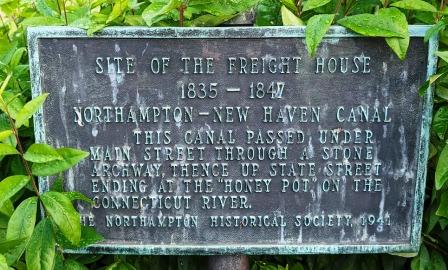 SITE OF THE FREIGHT HOUSE
1835 - 1847
NORTHAMPTON - NEW HAVEN CANAL
THIS CANAL PASSED UNDER
MAIN STREET THROUGH A STONE
ARCHWAY, THENCE UP STATE STREET
ENDING AT THE "HONEY POT," ON THE
CONNECTICUT RIVER.
THE NORTHAMPTON HISTORICAL SOCIETY, 1941